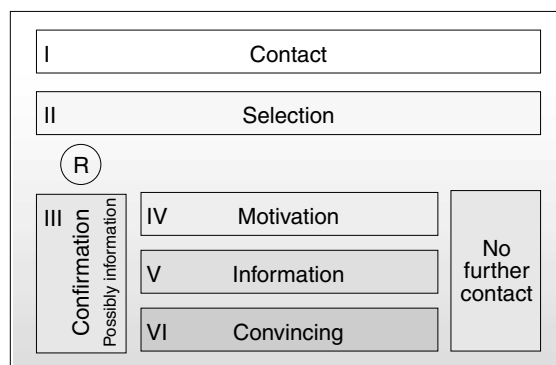 I Contact
II Selection
R
III Confirmation
Possibly information
IV Motivation
V Information
VI Convincing
No
further
contact